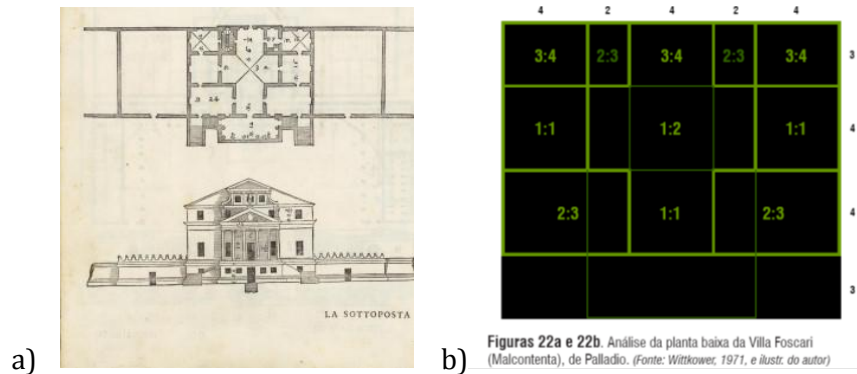 4 2 4 2 4
3:4 2:3 3:4 2:3 3:4 3
1:1 1:2 1:1 4
2:3 1:1 2:3 4
3
LA SOTTOPOSTA
a)
b)
Figuras 22a e 22b. Análise da planta baixa da Villa Foscari
(Malcontenta), de Palladio. (Fonte: Wittkower, 1971, e ilustr. do autor)